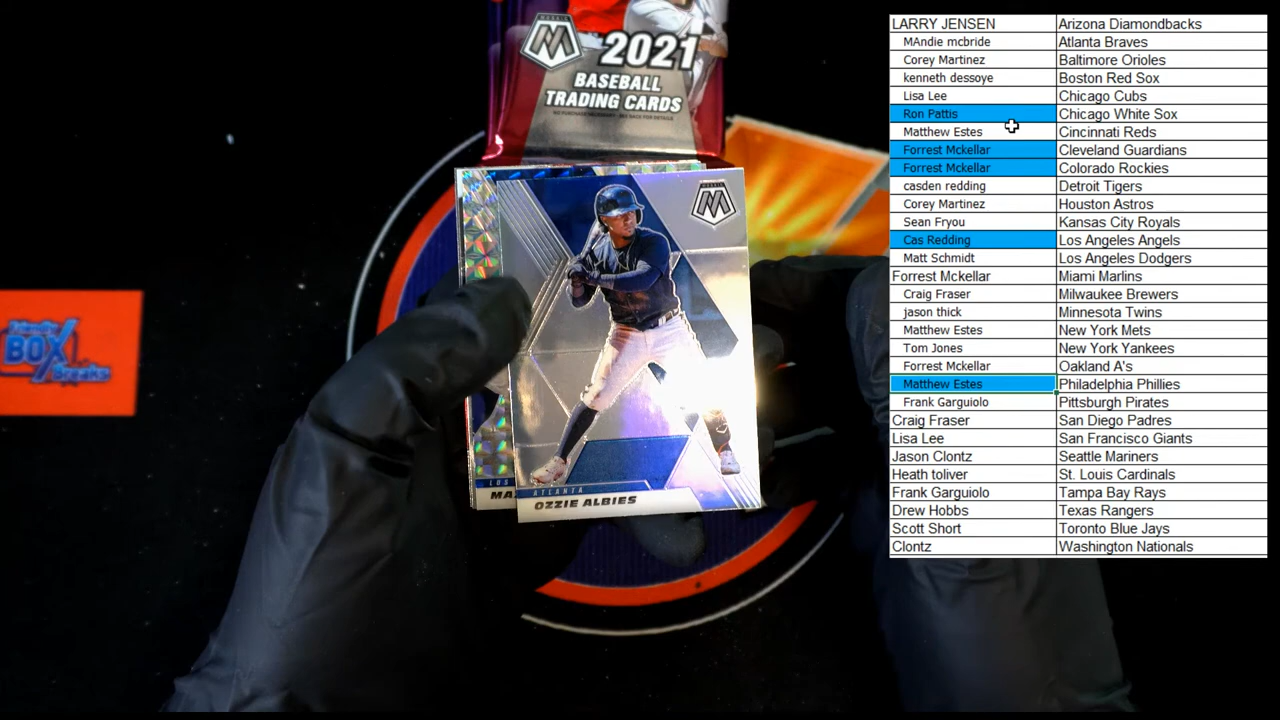 2021
BASEBALL
TRADING CARDS
ATLANTA
OZZIE ALBIES
LOS
MA
BOX
Breaks
LARRY JENSEN Arizona Diamondbacks
MAndie mcbride Atlanta Braves
Corey Martinez Baltimore Orioles
kenneth dessoye Boston Red Sox
Lisa Lee Chicago Cubs
Ron Pattis Chicago White Sox
Matthew Estes Cincinnati Reds
Forrest Mckellar Cleveland Guardians
Forrest Mckellar Colorado Rockies
casden redding Detroit Tigers
Corey Martinez Houston Astros
Sean Fryou Kansas City Royals
Cas Redding Los Angeles Angels
Matt Schmidt Los Angeles Dodgers
Forrest Mckellar Miami Marlins
Craig Fraser Milwaukee Brewers
jason thick Minnesota Twins
Matthew Estes New York Mets
Tom Jones New York Yankees
Forrest Mckellar Oakland A's
Matthew Estes Philadelphia Phillies
Frank Garguiolo Pittsburgh Pirates
Craig Fraser San Diego Padres
Lisa Lee San Francisco Giants
Jason Clontz Seattle Mariners
Heath toliver St. Louis Cardinals
Frank Garguiolo Tampa Bay Rays
Drew Hobbs Texas Rangers
Scott Short Toronto Blue Jays
Clontz Washington Nationals